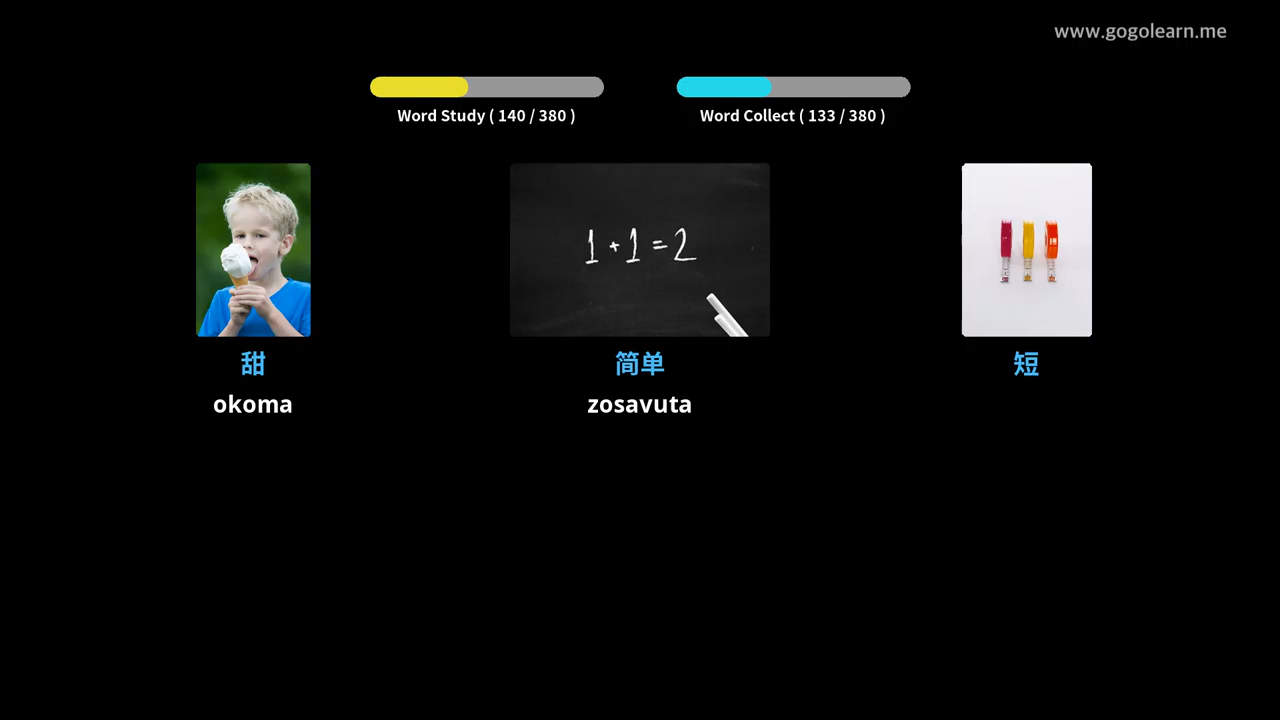 www.gogolearn.me
Word Study ( 140 / 380 )
Word Collect ( 133 / 380 )
1+1=2
甜
简单
短
okoma
zosavuta